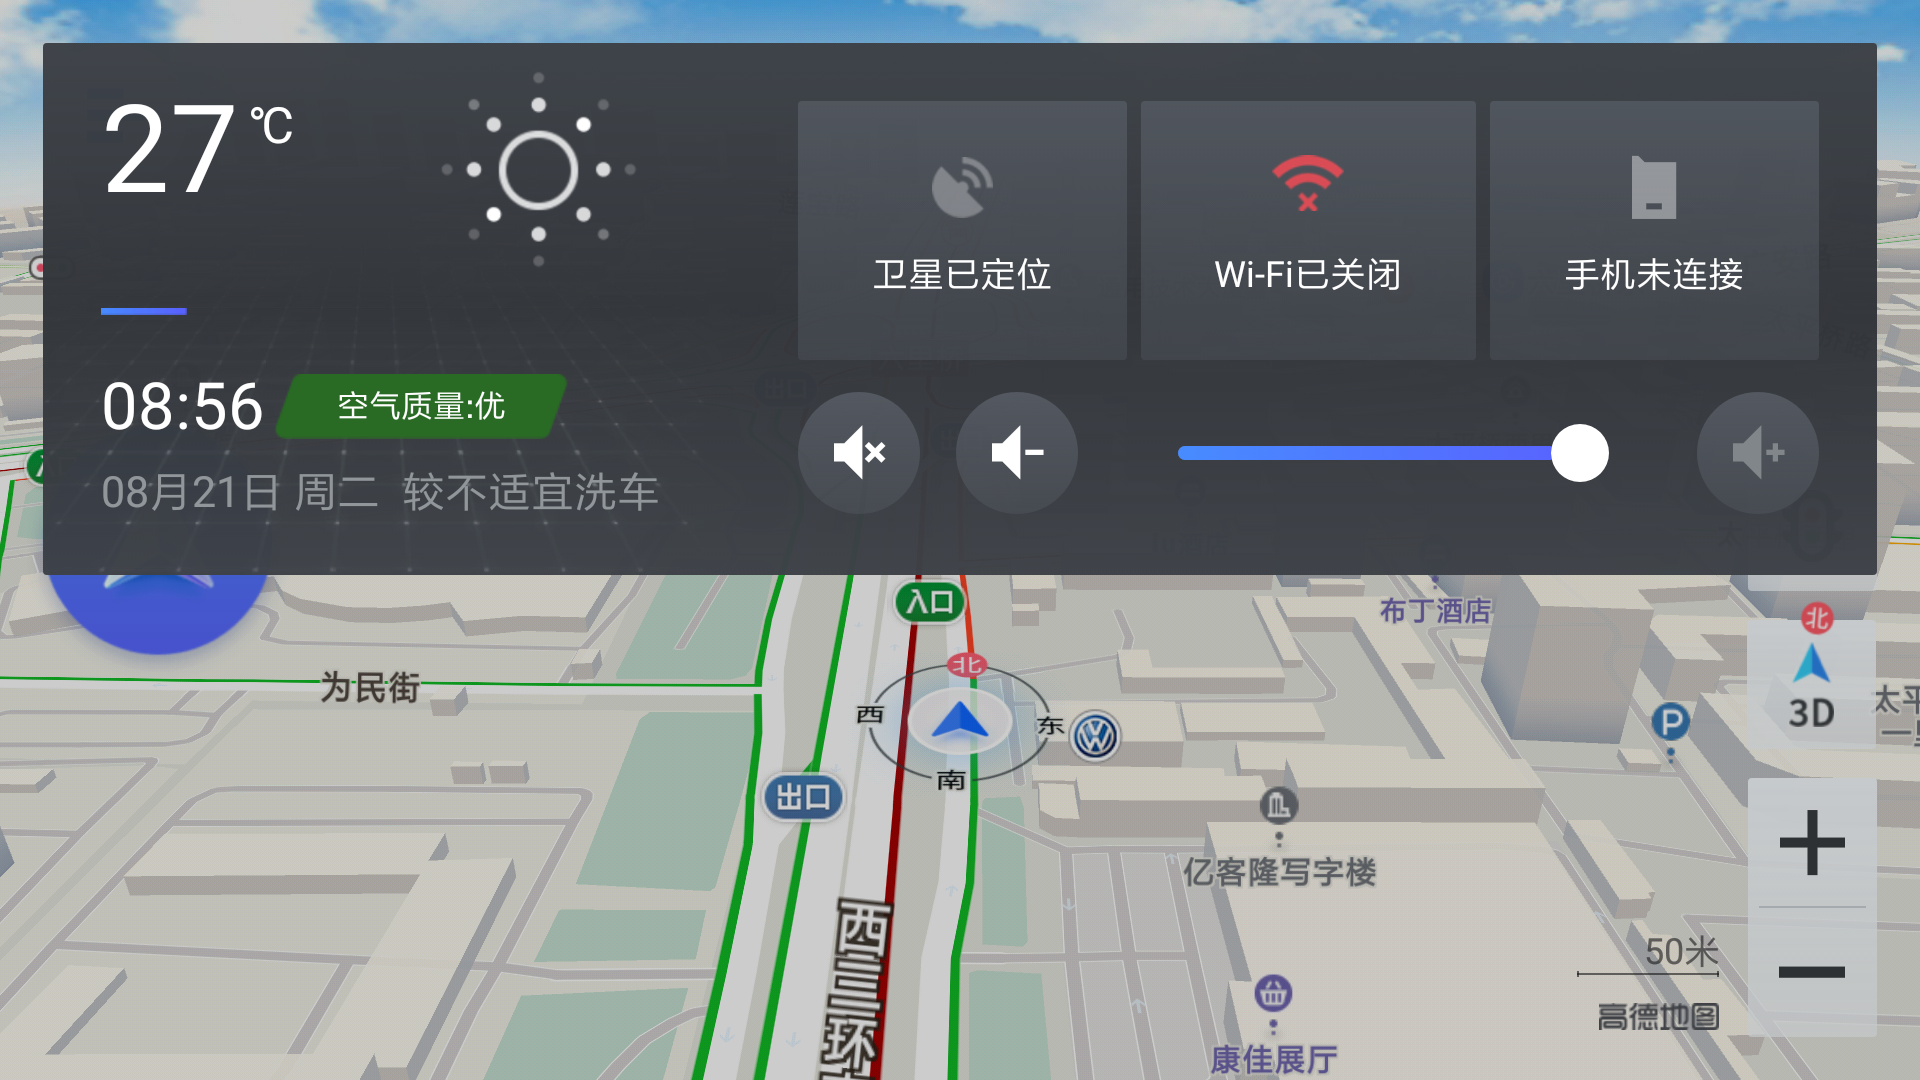 27℃
卫星已定位
Wi-Fi已关闭
手机未连接
08:56
空气质量:优
08月21日 周二 较不适宜洗车
入口
布丁酒店
北
北
为民街
西
东
3D
P
南
出口
亿客隆写字楼
西三环
50米
高德地图
康佳展厅